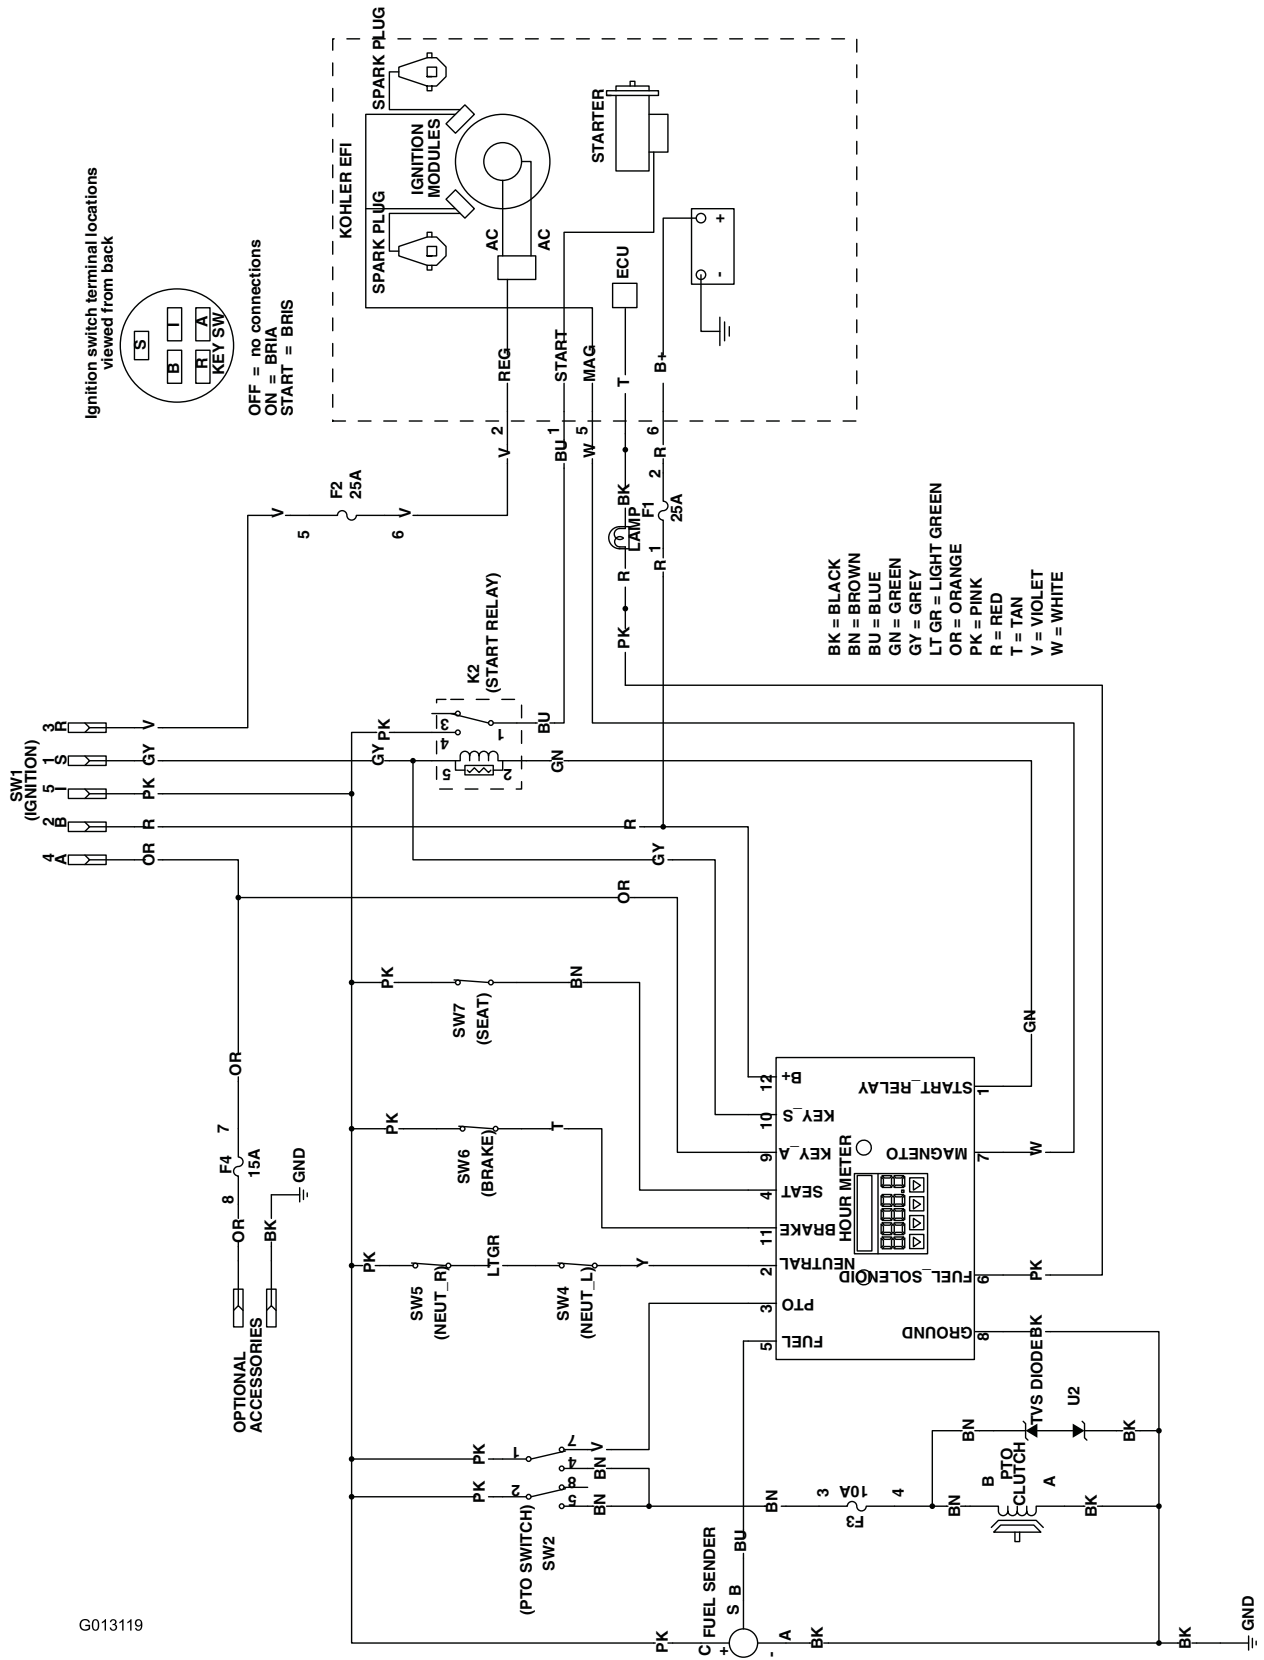 Ignition switch terminal locations
viewed from back
S
B
I
R
A
KEY SW
OFF = no connections
ON = BRIA
START = BRIS
KOHLER EFI
SPARK PLUG
SPARK PLUG
IGNITION
MODULES
STARTER
AC
AC
ECU
+
-
REG
START
MAG
T
B+
2
1
5
6
V
BU
W
R
2
F1
25A
1
R
BK
LAMP
R
PK
F2
25A
V
5
6
V
SW1
(IGNITION)
3
R
1
S
5
I
2
B
4
A
V
GY
PK
R
OR
K2
(START RELAY)
3
4
1
5
2
PK
GY
BU
GN
R
GY
OR
BK = BLACK
BN = BROWN
BU = BLUE
GN = GREEN
GY = GREY
LT GR = LIGHT GREEN
OR = ORANGE
PK = PINK
R = RED
T = TAN
V = VIOLET
W = WHITE
PK
SW7
(SEAT)
BN
PK
SW6
(BRAKE)
T
PK
SW5
(NEUT_R)
LTGR
SW4
(NEUT_L)
Y
OR
7
F4
15A
8
OR
BK
GND
OPTIONAL
ACCESSORIES
12
B+
10
KEY_S
9
KEY_A
4
SEAT
11
BRAKE
2
NEUTRAL
3
PTO
5
FUEL
HOUR METER
START_RELAY
1
MAGNETO
7
FUEL_SOLENOID
6
GROUND
8
GN
W
PK
BK
PK
1
7
V
4
BN
PK
2
8
5
BN
(PTO SWITCH)
SW2
BN
3
F3
10A
4
BN
BN
B
PTO
CLUTCH
A
BK
TVS DIODE
U2
BK
FUEL SENDER
C
+
S
B
BU
-
A
PK
BK
BK
GND
G013119